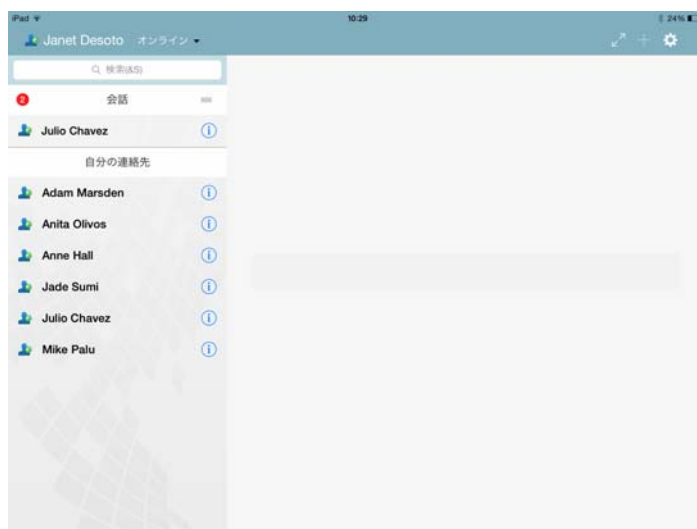 iPad 10:29 24%
Janet Desoto オンライン
検索(&S)
2 会話
Julio Chavez
自分の連絡先
Adam Marsden
Anita Olivos
Anne Hall
Jade Sumi
Julio Chavez
Mike Palu